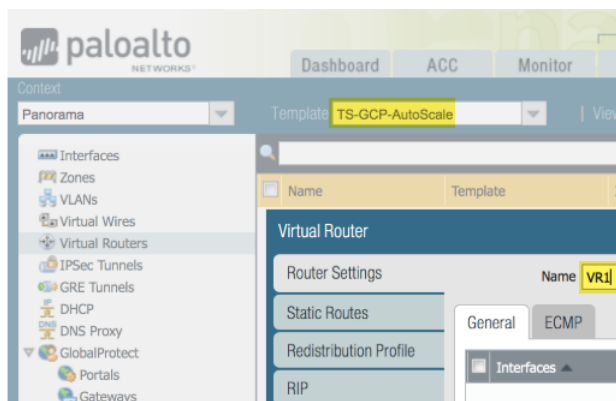 paloalto
NETWORKS®
Dashboard ACC Monitor
Context
Panorama
Template TS-GCP-AutoScale | View
Interfaces
Zones
VLANs
Virtual Wires
Virtual Routers
IPSec Tunnels
GRE Tunnels
DHCP
DNS Proxy
GlobalProtect
Portals
Gateways
Name Template
Virtual Router
Router Settings
Static Routes
Redistribution Profile
RIP
Name VR1
General ECMP
Interfaces